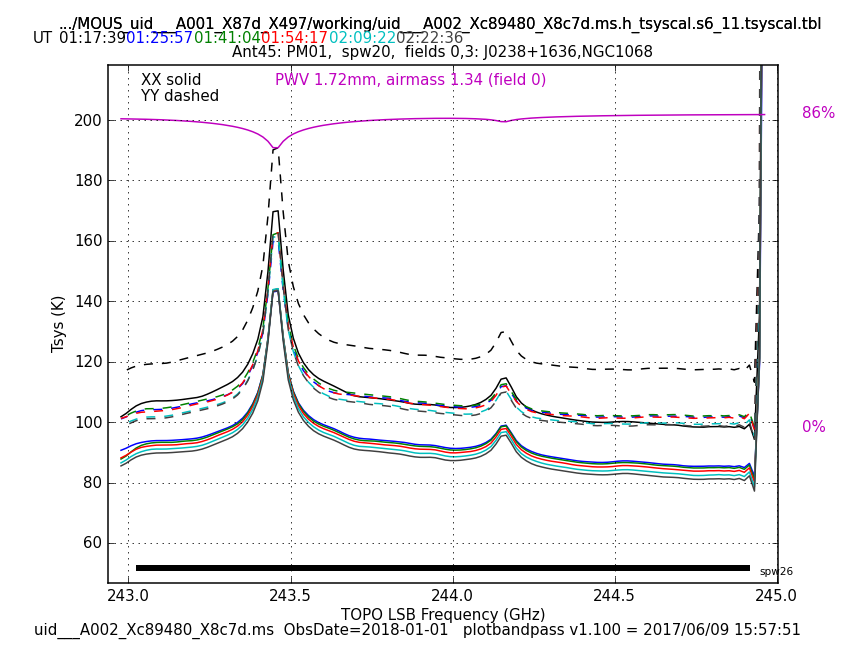 .../MOUS_uid___A001_X87d_X497/working/uid___A002_Xc89480_X8c7d.ms.h_tsyscal.s6_11.tsyscal.tbl
UT 01:17:39 01:25:57 01:41:04 01:54:17 02:09:22 02:22:36
Ant45: PM01, spw20, fields 0,3: J0238+1636,NGC1068
XX solid
PWV 1.72mm, airmass 1.34 (field 0)
YY dashed
86%
200
180
160
140
120
100
80
60
Tsys (K)
0%
spw26
243.0 243.5 244.0 244.5 245.0
TOPO LSB Frequency (GHz)
uid___A002_Xc89480_X8c7d.ms ObsDate=2018-01-01 plotbandpass v1.100 = 2017/06/09 15:57:51